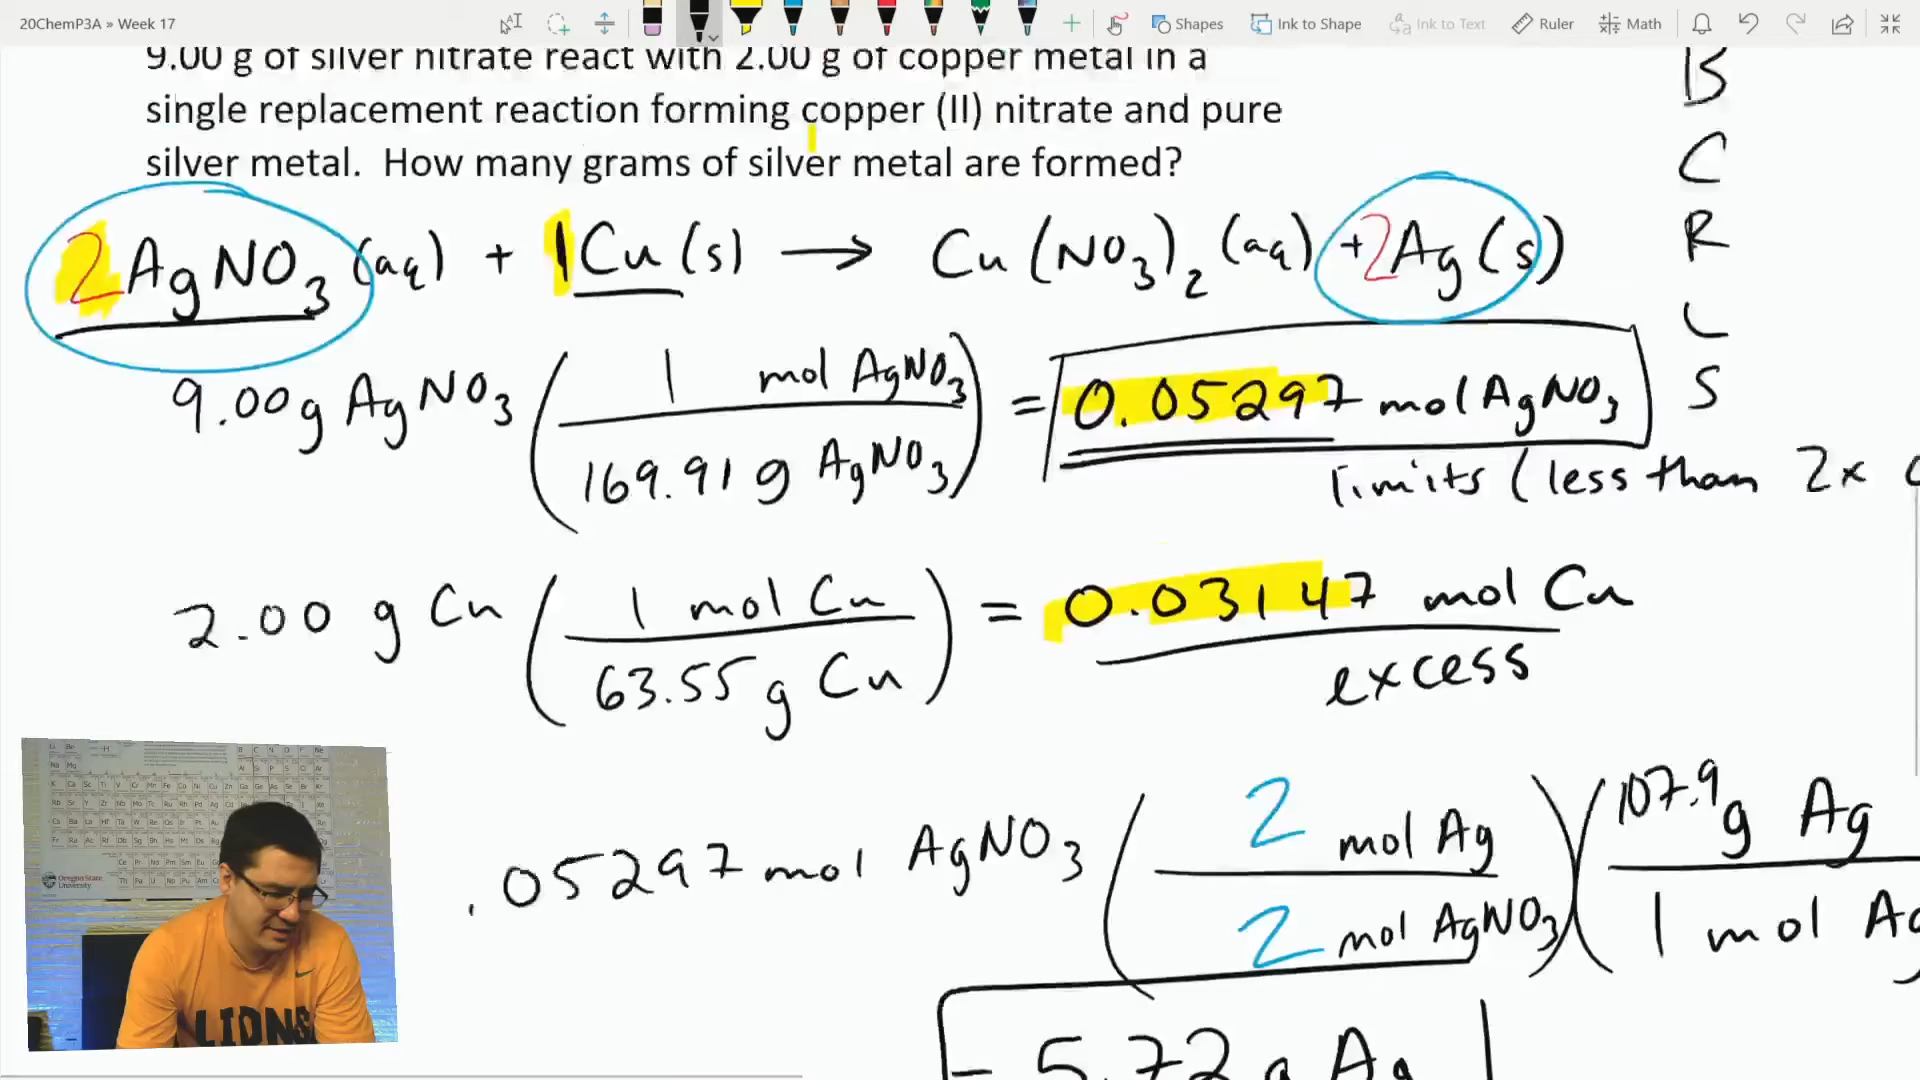 20ChemP3A » Week 17
Shapes Ink to Shape Ink to Text Ruler Math
9.00 g of silver nitrate react with 2.00 g of copper metal in a
single replacement reaction forming copper (II) nitrate and pure
silver metal. How many grams of silver metal are formed?
B
C
R
L
S
2AgNO3 (aq) + 1Cu (s) → Cu(NO3)2 (aq) + 2Ag (s)
9.00g AgNO3 ( 1 mol AgNO3 / 169.91 g AgNO3 ) = 0.05297 mol AgNO3
limits (less than 2x
2.00 g Cu ( 1 mol Cu / 63.55 g Cu ) = 0.03147 mol Cu
excess
.05297 mol AgNO3 ( 2 mol Ag / 2 mol AgNO3 ) ( 107.9 g Ag / 1 mol Ag
= 5.72 g Ag
Oregon State
University
LIONS